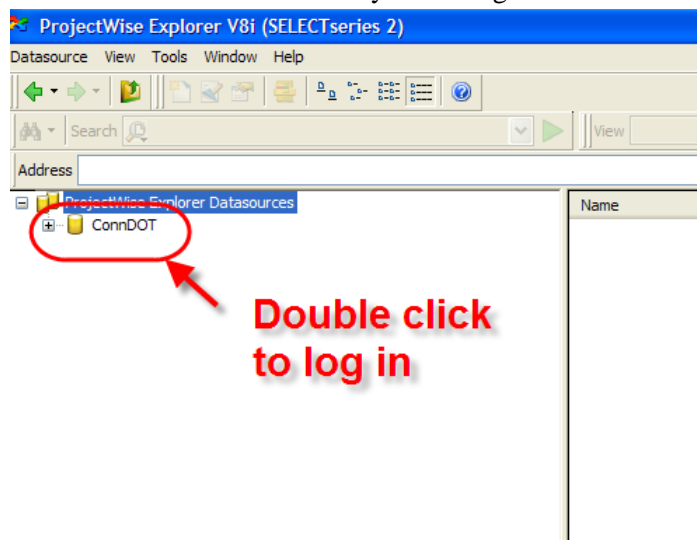 ProjectWise Explorer V8i (SELECTseries 2)
Datasource View Tools Window Help
Search View
Address
ProjectWise Explorer Datasources Name
ConnDOT
Double click
to log in